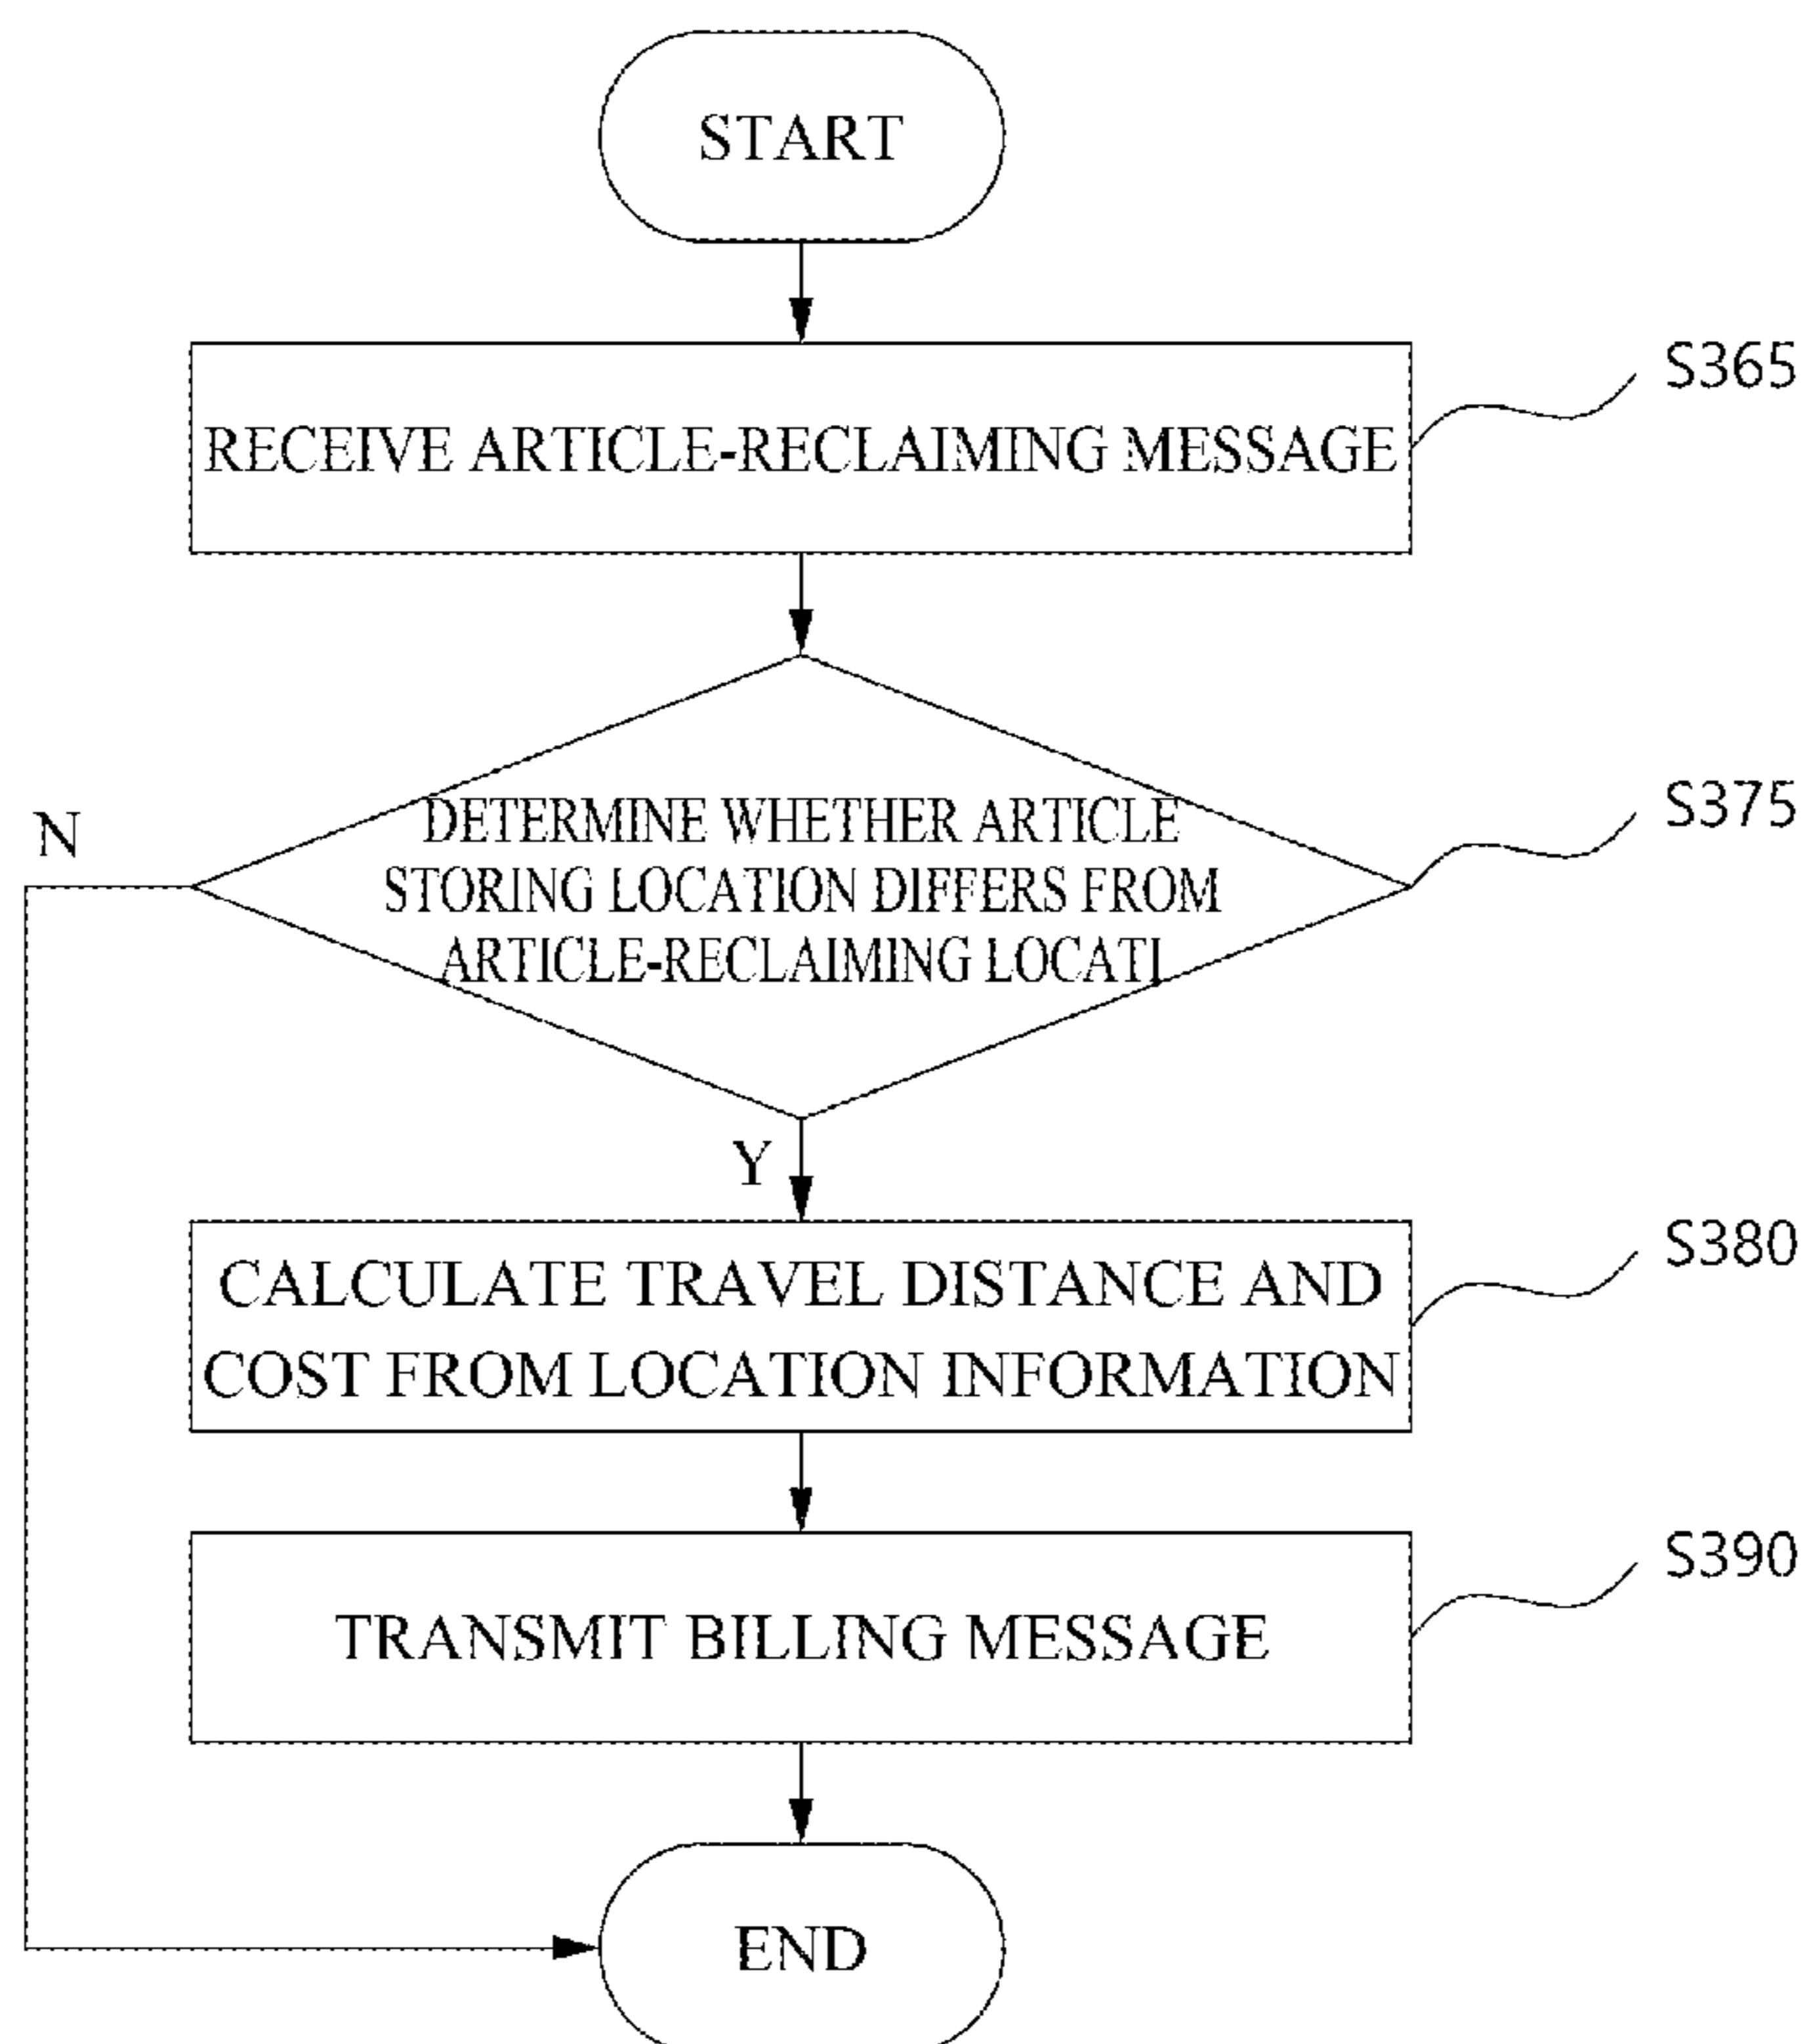 START
RECEIVE ARTICLE-RECLAIMING MESSAGE
S365
DETERMINE WHETHER ARTICLE
STORING LOCATION DIFFERS FROM
ARTICLE-RECLAIMING LOCATI
S375
N
Y
CALCULATE TRAVEL DISTANCE AND
COST FROM LOCATION INFORMATION
S380
TRANSMIT BILLING MESSAGE
S390
END